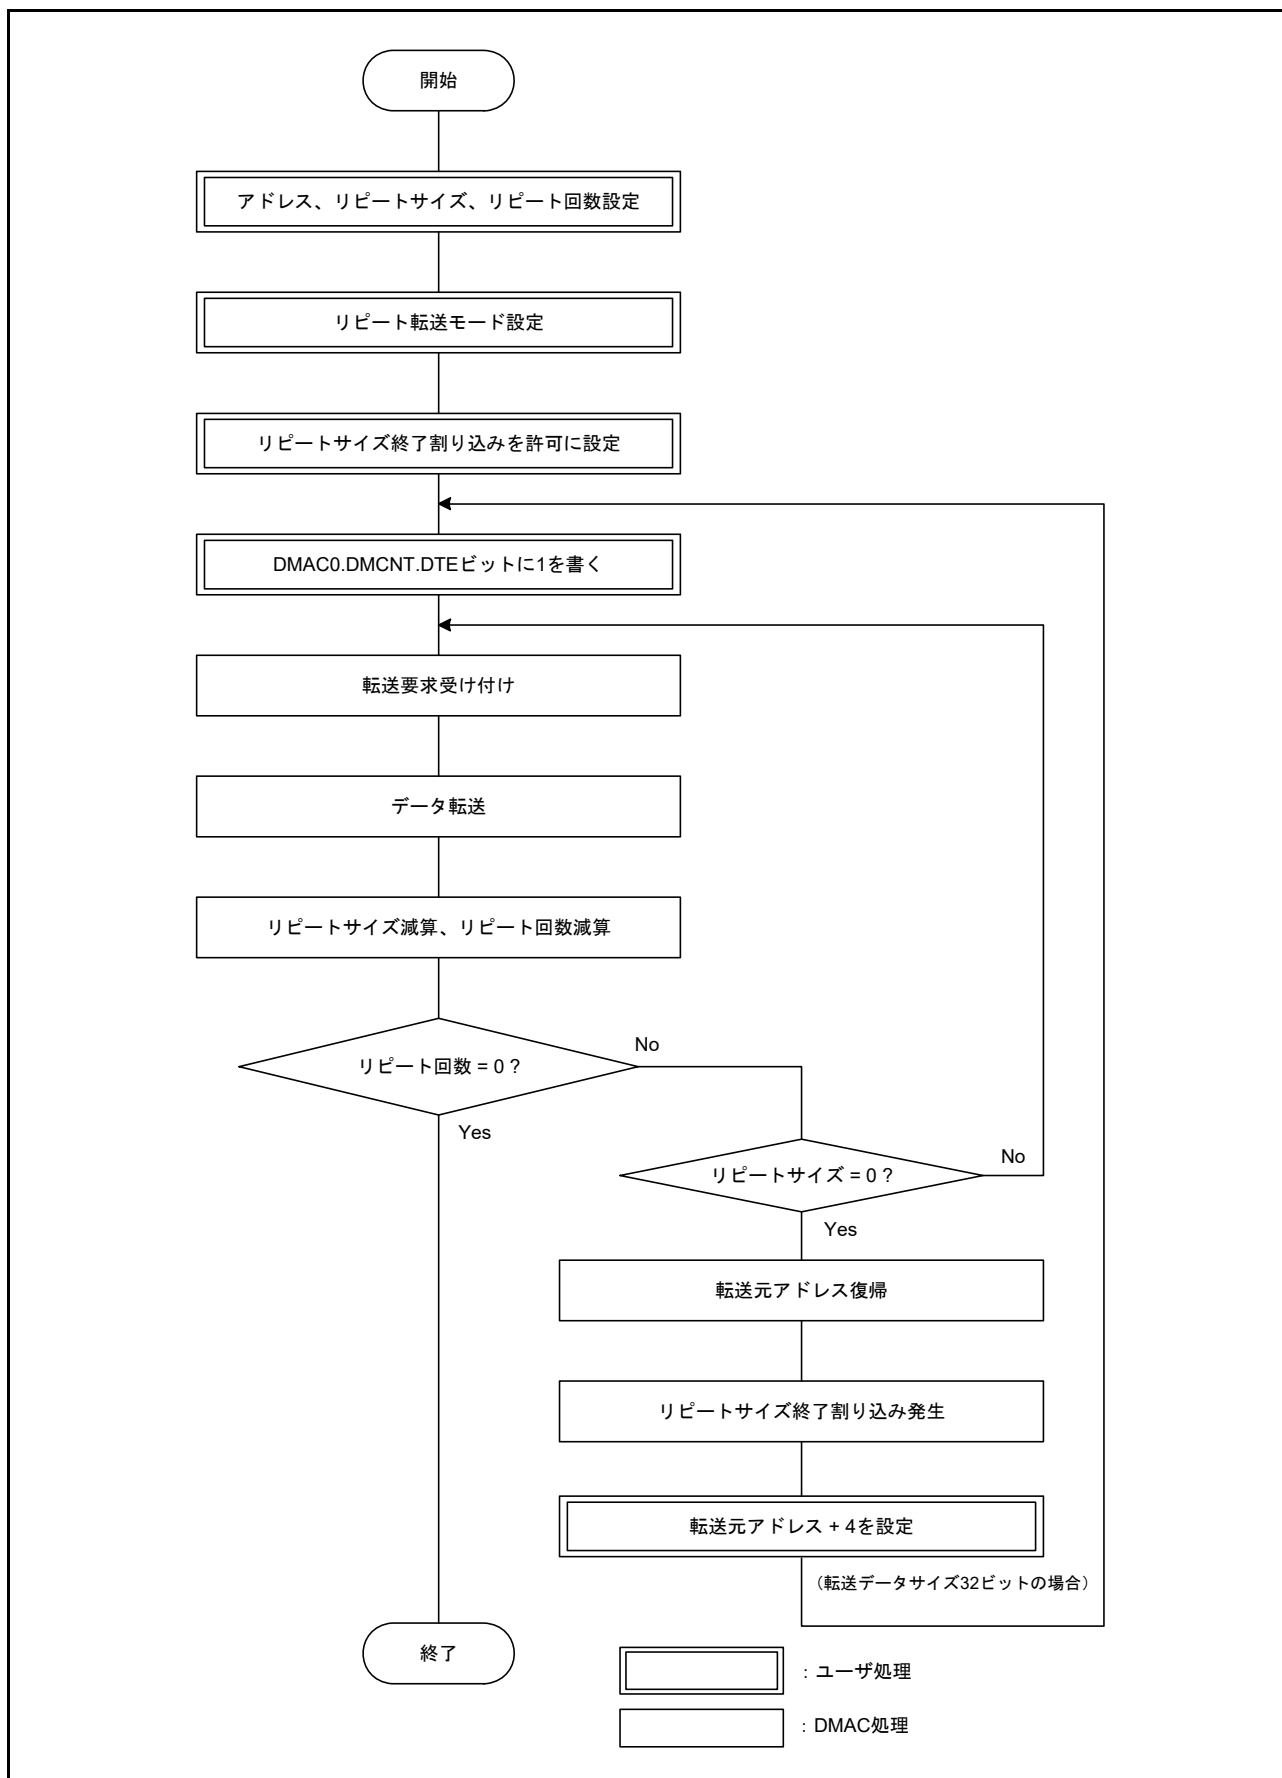 開始
アドレス、リピートサイズ、リピート回数設定
リピート転送モード設定
リピートサイズ終了割り込みを許可に設定
DMAC0.DMCNT.DTEビットに1を書く
転送要求受け付け
データ転送
リピートサイズ減算、リピート回数減算
リピート回数 = 0 ?
No
Yes
リピートサイズ = 0 ?
No
Yes
転送元アドレス復帰
リピートサイズ終了割り込み発生
転送元アドレス + 4を設定
（転送データサイズ32ビットの場合）
終了
：ユーザ処理
：DMAC処理